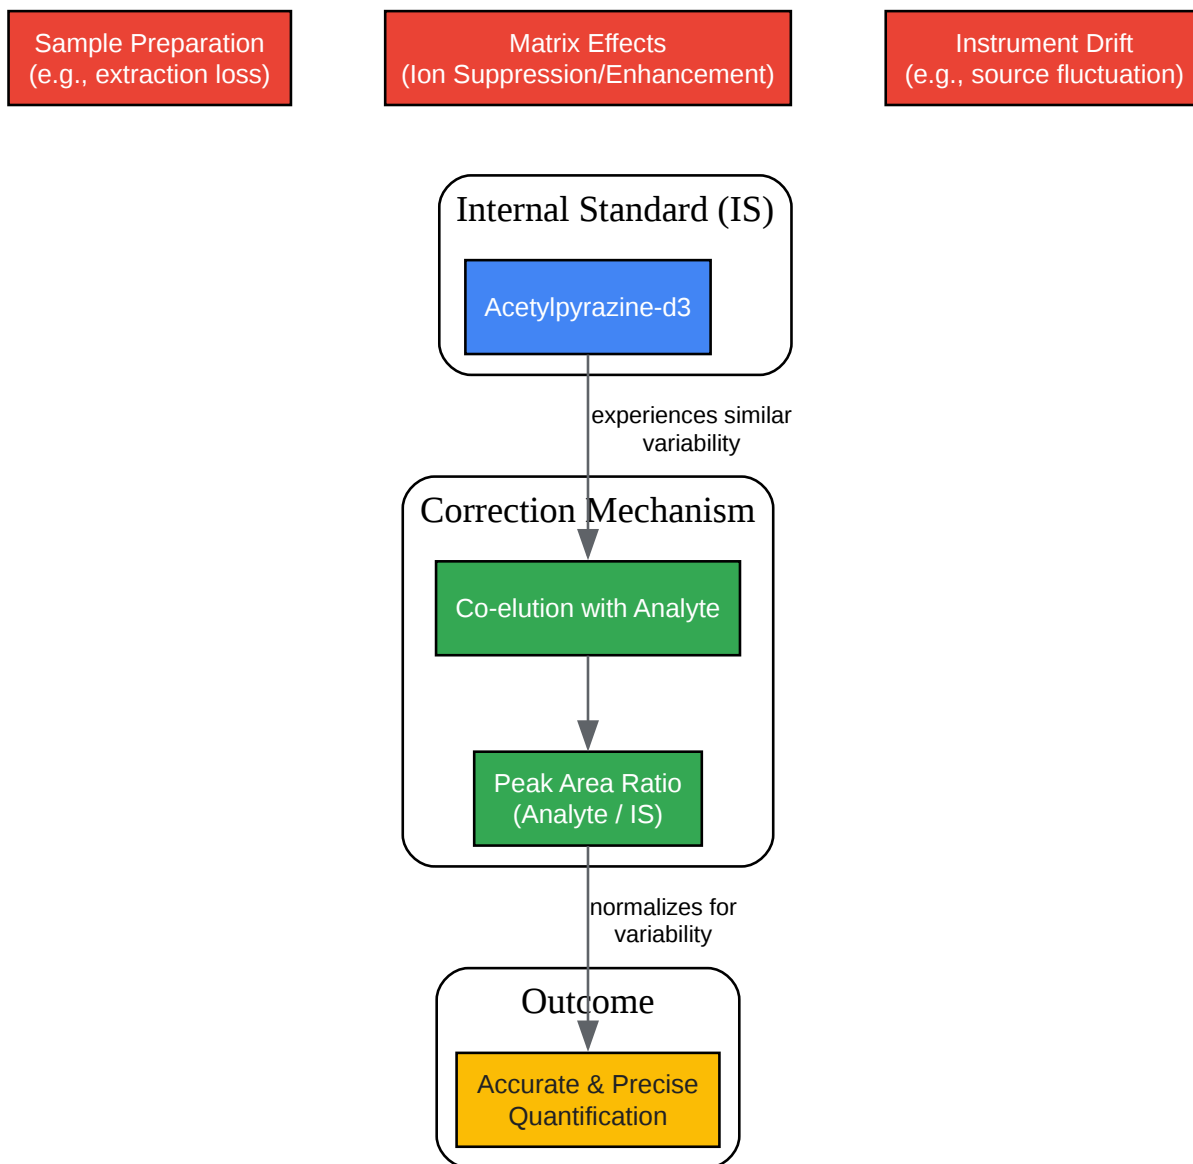 Sample Preparation
(e.g., extraction loss)
Matrix Effects
(Ion Suppression/Enhancement)
Instrument Drift
(e.g., source fluctuation)
Internal Standard (IS)
Acetylpyrazine-d3
experiences similar
variability
Correction Mechanism
Co-elution with Analyte
Peak Area Ratio
(Analyte / IS)
normalizes for
variability
Outcome
Accurate & Precise
Quantification